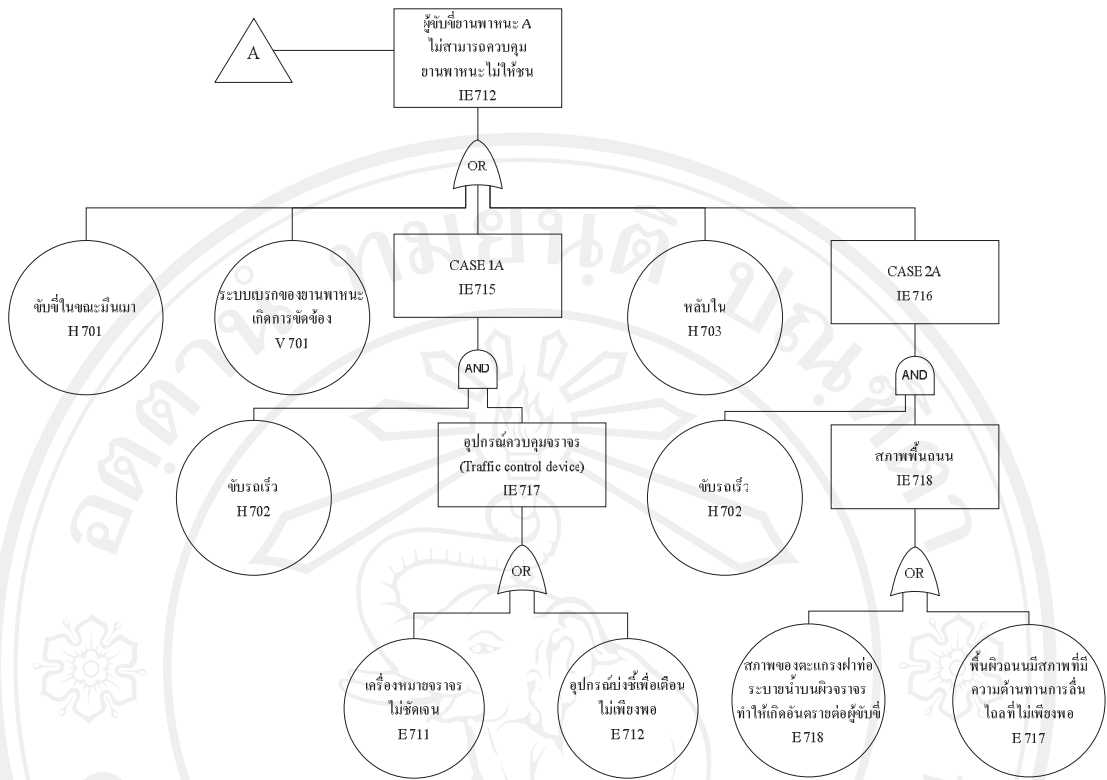 A
ผู้ขับขี่ยานพาหนะ A
ไม่สามารถควบคุม
ยานพาหนะไม่ให้ชน
IE712
OR
ขับขี่ในขณะมึนเมา
H 701
ระบบเบรกของยานพาหนะ
เกิดการขัดข้อง
V 701
CASE 1A
IE715
หลับใน
H 703
CASE 2A
IE716
AND
AND
ขับรถเร็ว
H 702
อุปกรณ์ควบคุมจราจร
(Traffic control device)
IE717
ขับรถเร็ว
H 702
สภาพพื้นถนน
IE718
OR
OR
เครื่องหมายจราจร
ไม่ชัดเจน
E 711
อุปกรณ์บ่งชี้เพื่อเตือน
ไม่เพียงพอ
E 712
สภาพของตะแกรงฝาท่อ
ระบายน้ำบนผิวจราจร
ทำให้เกิดอันตรายต่อผู้ขับขี่
E 718
พื้นผิวถนนมีสภาพที่มี
ความต้านทานการลื่น
ไถลที่ไม่เพียงพอ
E 717